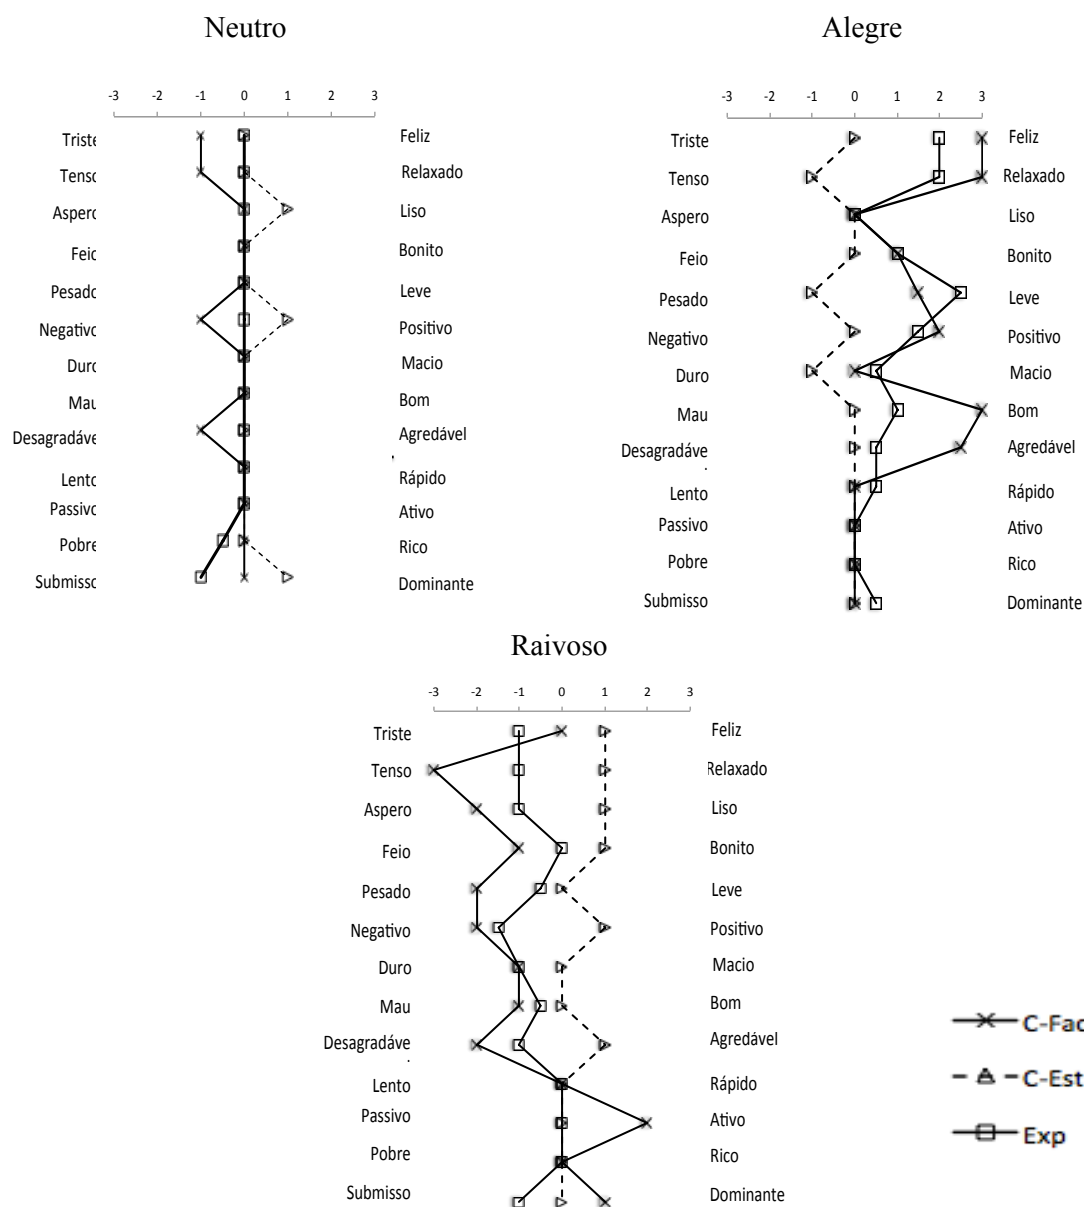 Neutro
-3 -2 -1 0 1 2 3
Triste Feliz
Tenso Relaxado
Aspero Liso
Feio Bonito
Pesado Leve
Negativo Positivo
Duro Macio
Mau Bom
Desagradáve Agredável
Lento Rápido
Passivo Ativo
Pobre Rico
Submisso Dominante
Alegre
-3 -2 -1 0 1 2 3
Triste Feliz
Tenso Relaxado
Aspero Liso
Feio Bonito
Pesado Leve
Negativo Positivo
Duro Macio
Mau Bom
Desagradáve Agredável
Lento Rápido
Passivo Ativo
Pobre Rico
Submisso Dominante
Raivoso
-3 -2 -1 0 1 2 3
Triste Feliz
Tenso Relaxado
Aspero Liso
Feio Bonito
Pesado Leve
Negativo Positivo
Duro Macio
Mau Bom
Desagradáve Agredável
Lento Rápido
Passivo Ativo
Pobre Rico
Submisso Dominante
C-Fac
C-Est
Exp